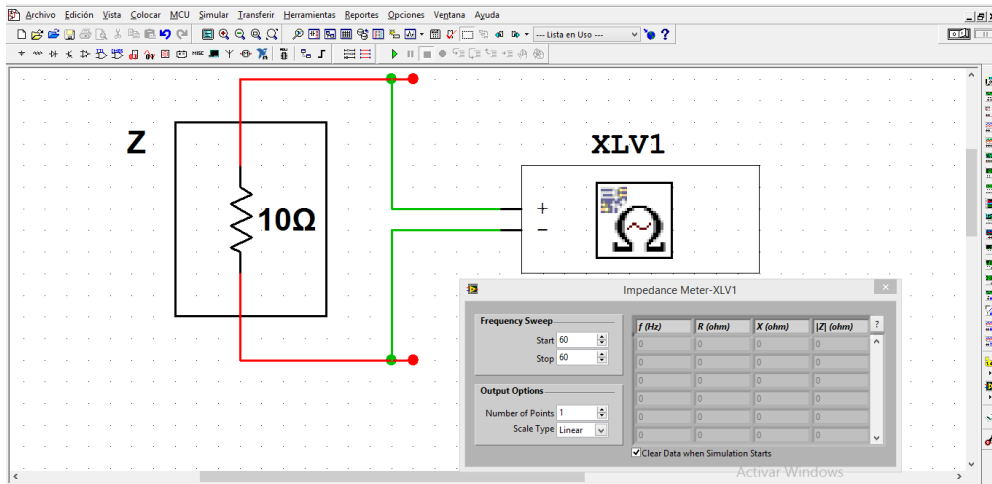 Archivo Edición Vista Colocar MCU Simular Transferir Herramientas Reportes Opciones Ventana Ayuda
--- Lista en Uso ---
MISC
Z
10Ω
XLV1
+
−
Impedance Meter-XLV1
Frequency Sweep
Start 60
Stop 60
Output Options
Number of Points 1
Scale Type Linear
f (Hz) R (ohm) X (ohm) |Z| (ohm) ?
0 0 0 0
0 0 0 0
0 0 0 0
0 0 0 0
0 0 0 0
0 0 0 0
Clear Data when Simulation Starts
Activar Windows